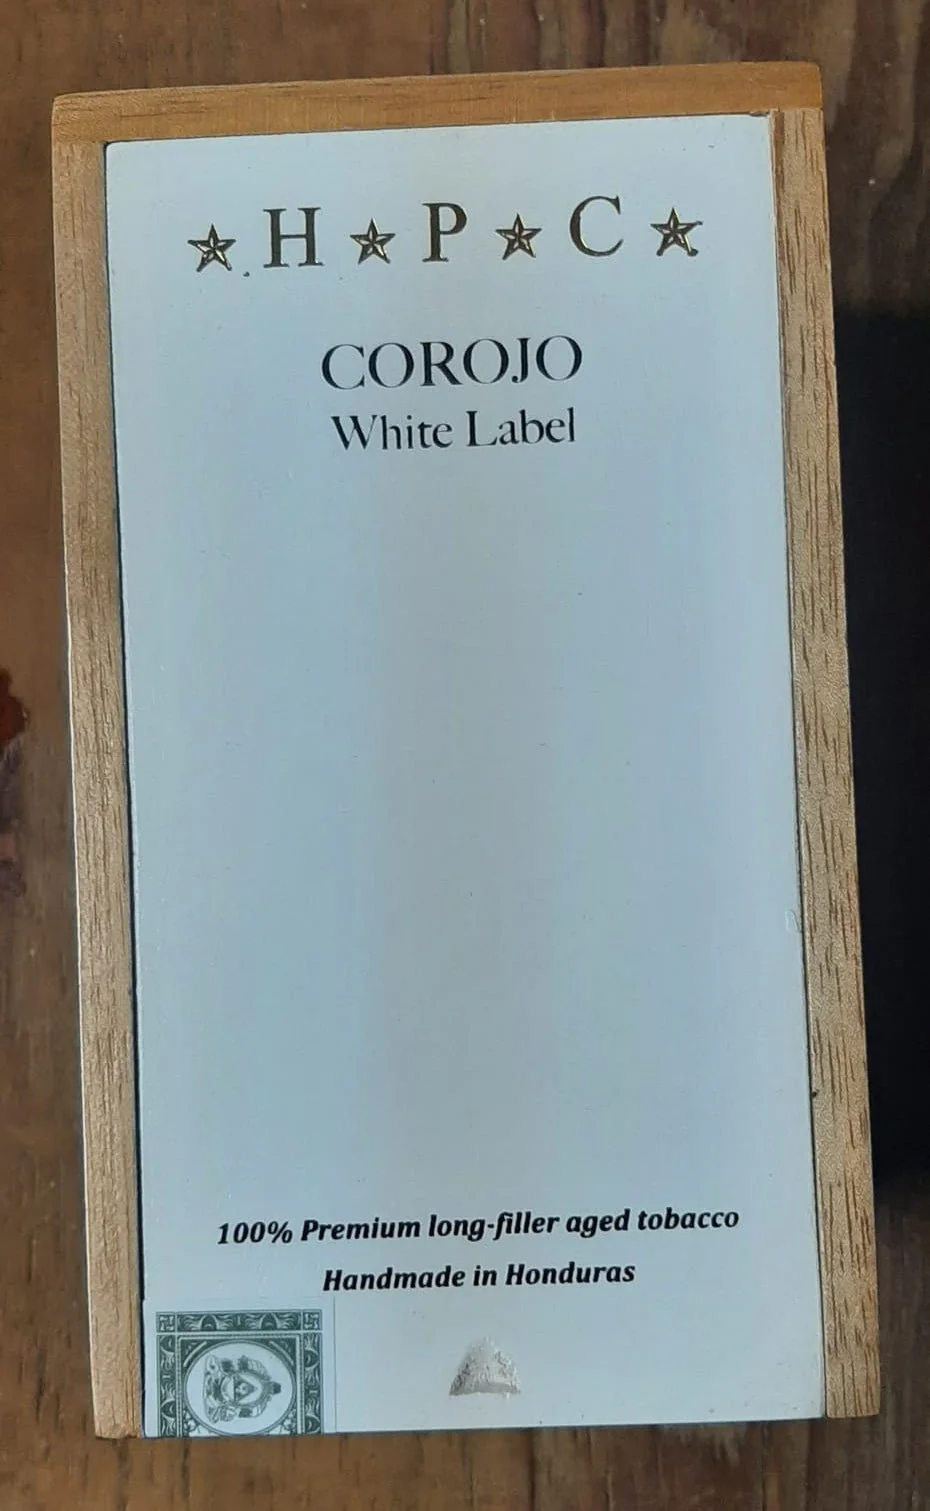 ★ H ★ P ★ C ★
COROJO
White Label
100% Premium long-filler aged tobacco
Handmade in Honduras